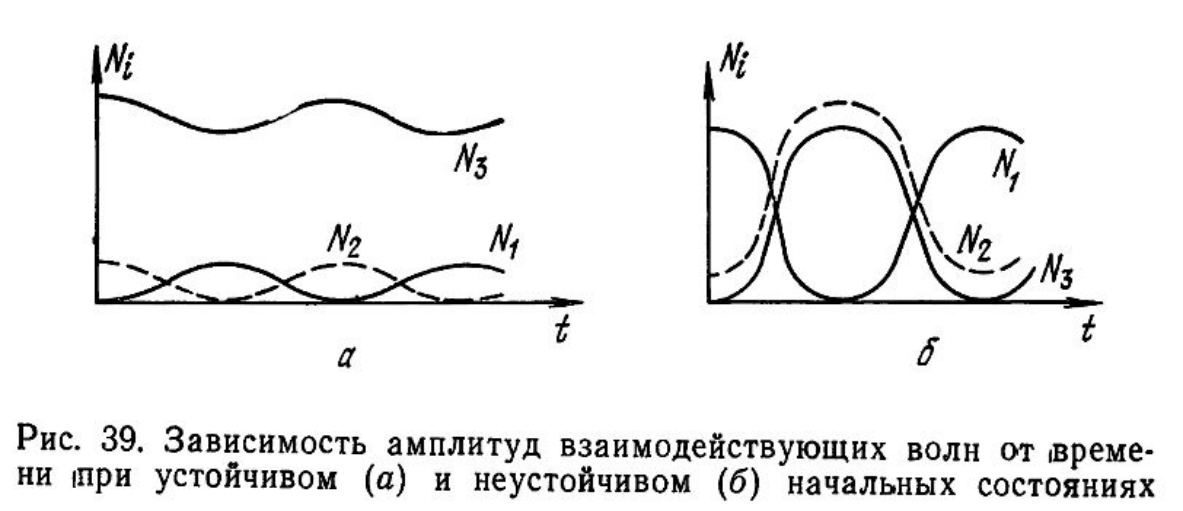 Nᵢ
N₃
N₂
N₁
t
а
Nᵢ
N₁
N₂
N₃
t
б
Рис. 39. Зависимость амплитуд взаимодействующих волн от време-
ни при устойчивом (а) и неустойчивом (б) начальных состояниях